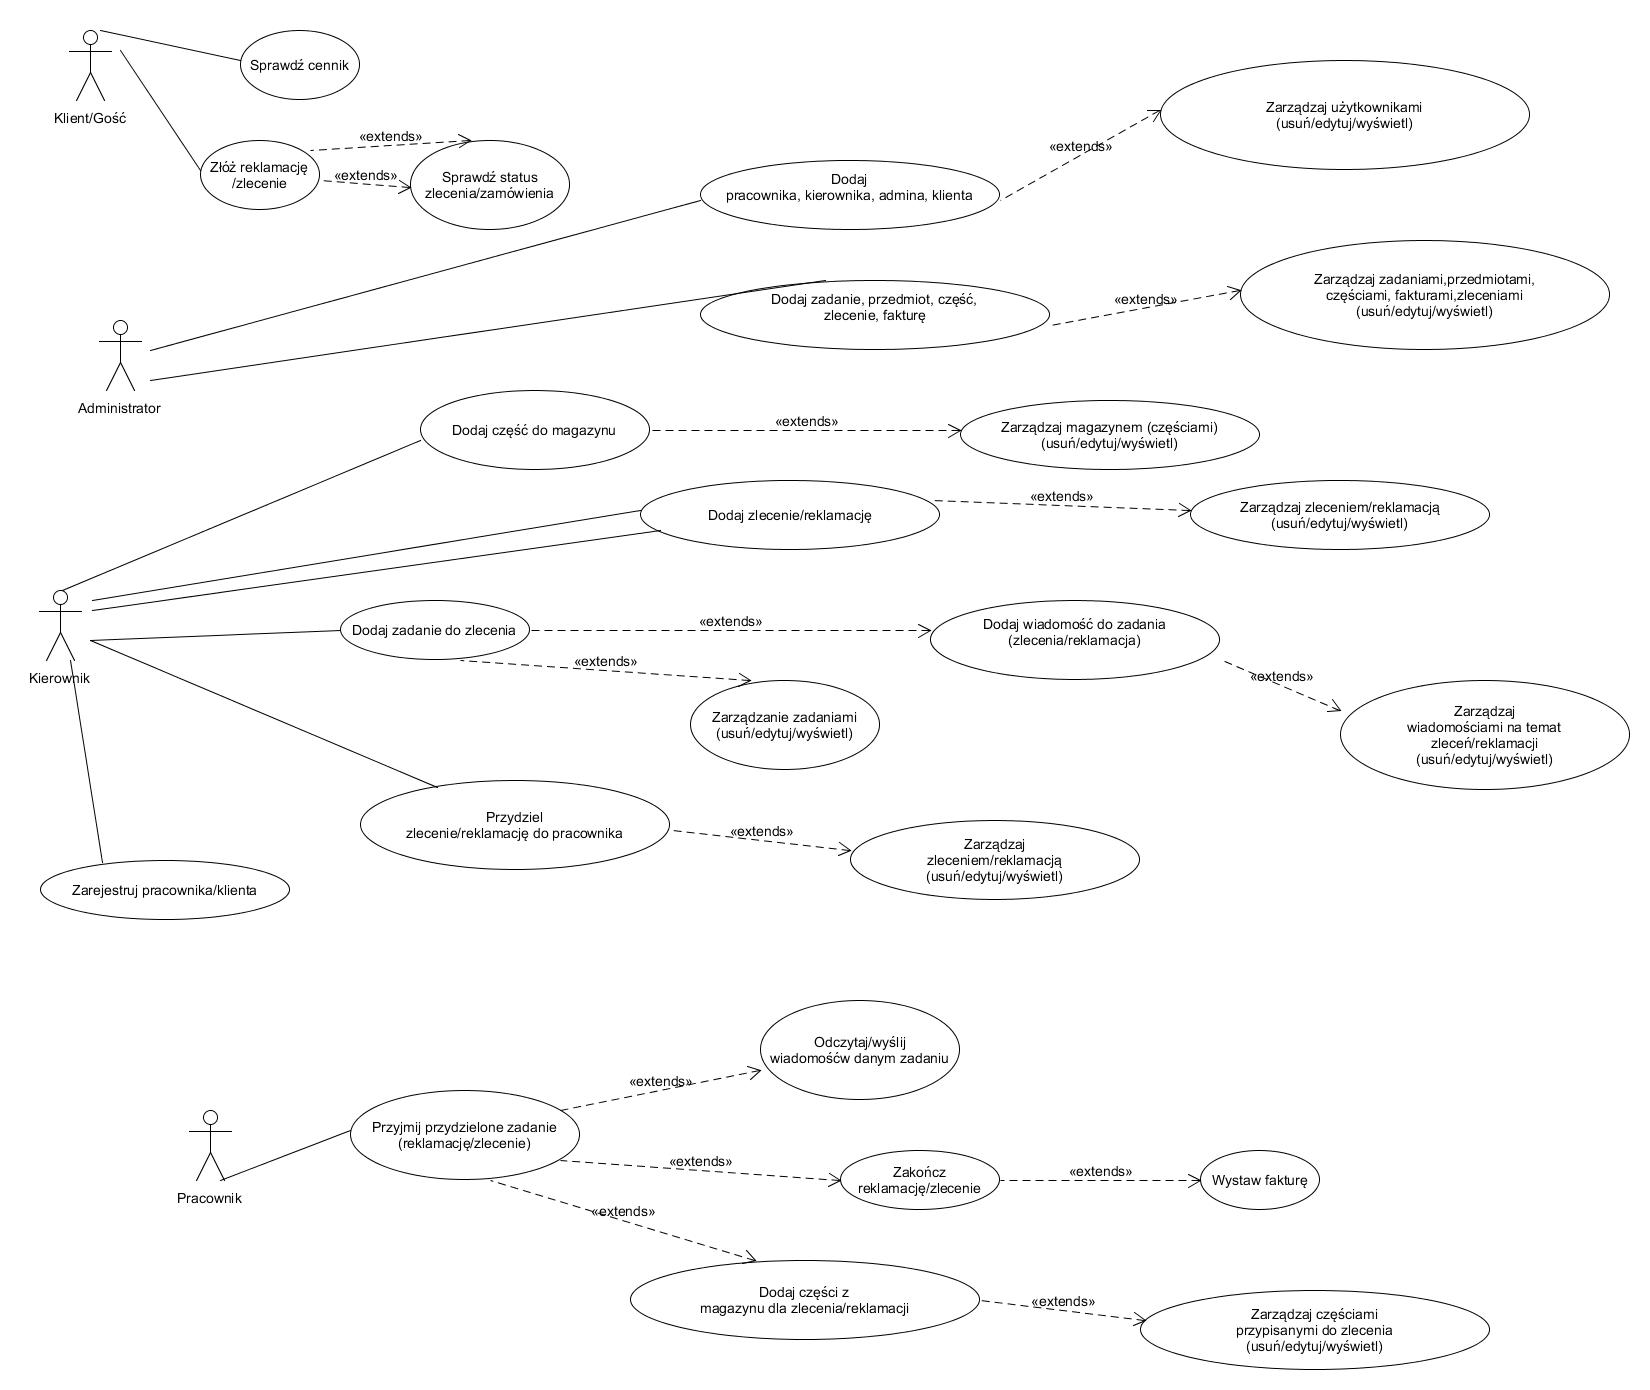 Sprawdź cennik
Klient/Gość
«extends»
Złóż reklamację
/zlecenie
«extends»
Sprawdź status
zlecenia/zamówienia
Dodaj
pracownika, kierownika, admina, klienta
«extends»
Zarządzaj użytkownikami
(usuń/edytuj/wyświetl)
Administrator
Dodaj zadanie, przedmiot, część,
zlecenie, fakturę
«extends»
Zarządzaj zadaniami,przedmiotami,
częściami, fakturami,zleceniami
(usuń/edytuj/wyświetl)
Dodaj część do magazynu
«extends»
Zarządzaj magazynem (częściami)
(usuń/edytuj/wyświetl)
Dodaj zlecenie/reklamację
«extends»
Zarządzaj zleceniem/reklamacją
(usuń/edytuj/wyświetl)
Kierownik
Dodaj zadanie do zlecenia
«extends»
Dodaj wiadomość do zadania
(zlecenia/reklamacja)
«extends»
Zarządzaj
wiadomościami na temat
zleceń/reklamacji
(usuń/edytuj/wyświetl)
«extends»
Zarządzanie zadaniami
(usuń/edytuj/wyświetl)
Przydziel
zlecenie/reklamację do pracownika
«extends»
Zarządzaj
zleceniem/reklamacją
(usuń/edytuj/wyświetl)
Zarejestruj pracownika/klienta
Pracownik
Przyjmij przydzielone zadanie
(reklamację/zlecenie)
«extends»
Odczytaj/wyślij
wiadomośćw danym zadaniu
«extends»
Zakończ
reklamację/zlecenie
«extends»
Wystaw fakturę
«extends»
Dodaj części z
magazynu dla zlecenia/reklamacji
«extends»
Zarządzaj częściami
przypisanymi do zlecenia
(usuń/edytuj/wyświetl)